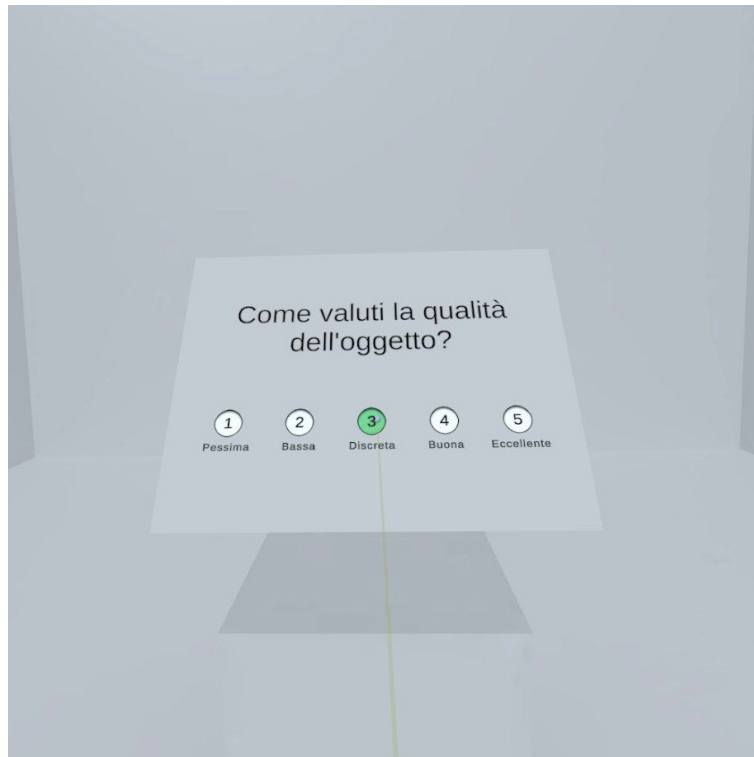 Come valuti la qualità
dell'oggetto?
1 2 3 4 5
Pessima Bassa Discreta Buona Eccellente